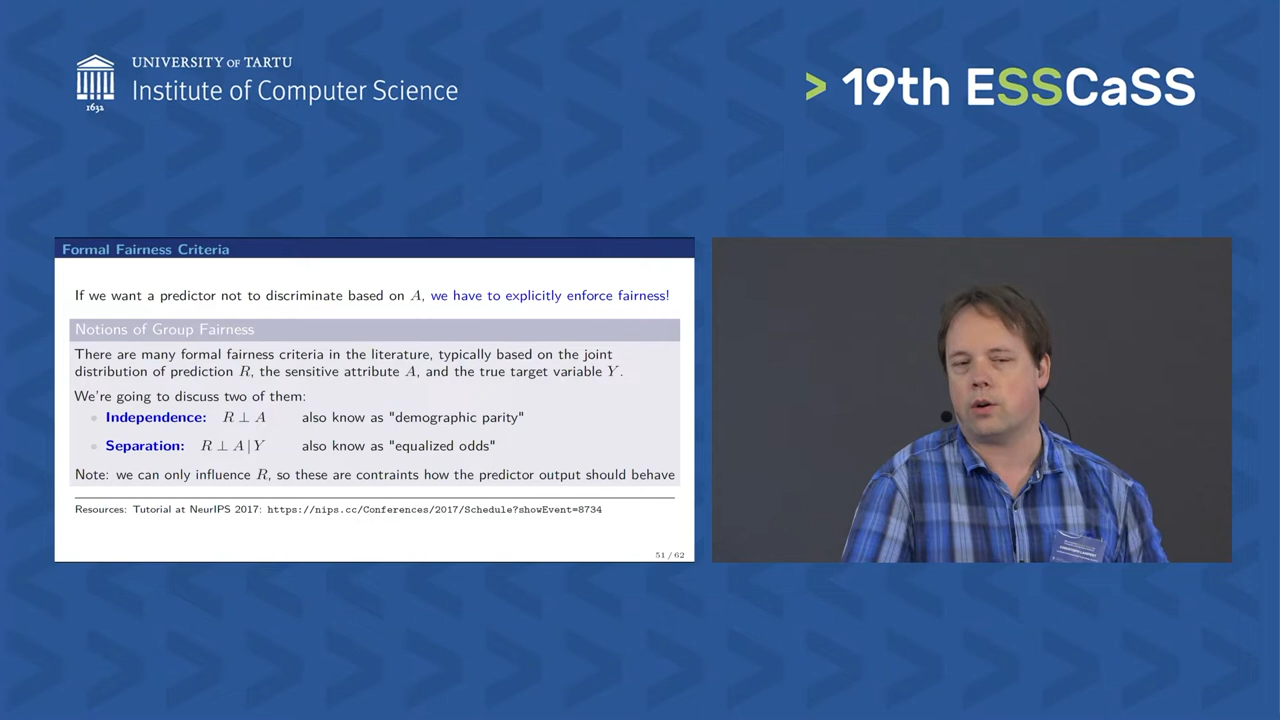 UNIVERSITY OF TARTU
Institute of Computer Science
1632
> 19th ESSCaSS
Formal Fairness Criteria
If we want a predictor not to discriminate based on A, we have to explicitly enforce fairness!
Notions of Group Fairness
There are many formal fairness criteria in the literature, typically based on the joint
distribution of prediction R, the sensitive attribute A, and the true target variable Y.
We're going to discuss two of them:
Independence: R ⊥ A also known as "demographic parity"
Separation: R ⊥ A | Y also known as "equalized odds"
Note: we can only influence R, so these are contraints how the predictor output should behave
Resources: Tutorial at NeurIPS 2017: https://nips.cc/Conferences/2017/Schedule?showEvent=8734
51 / 62